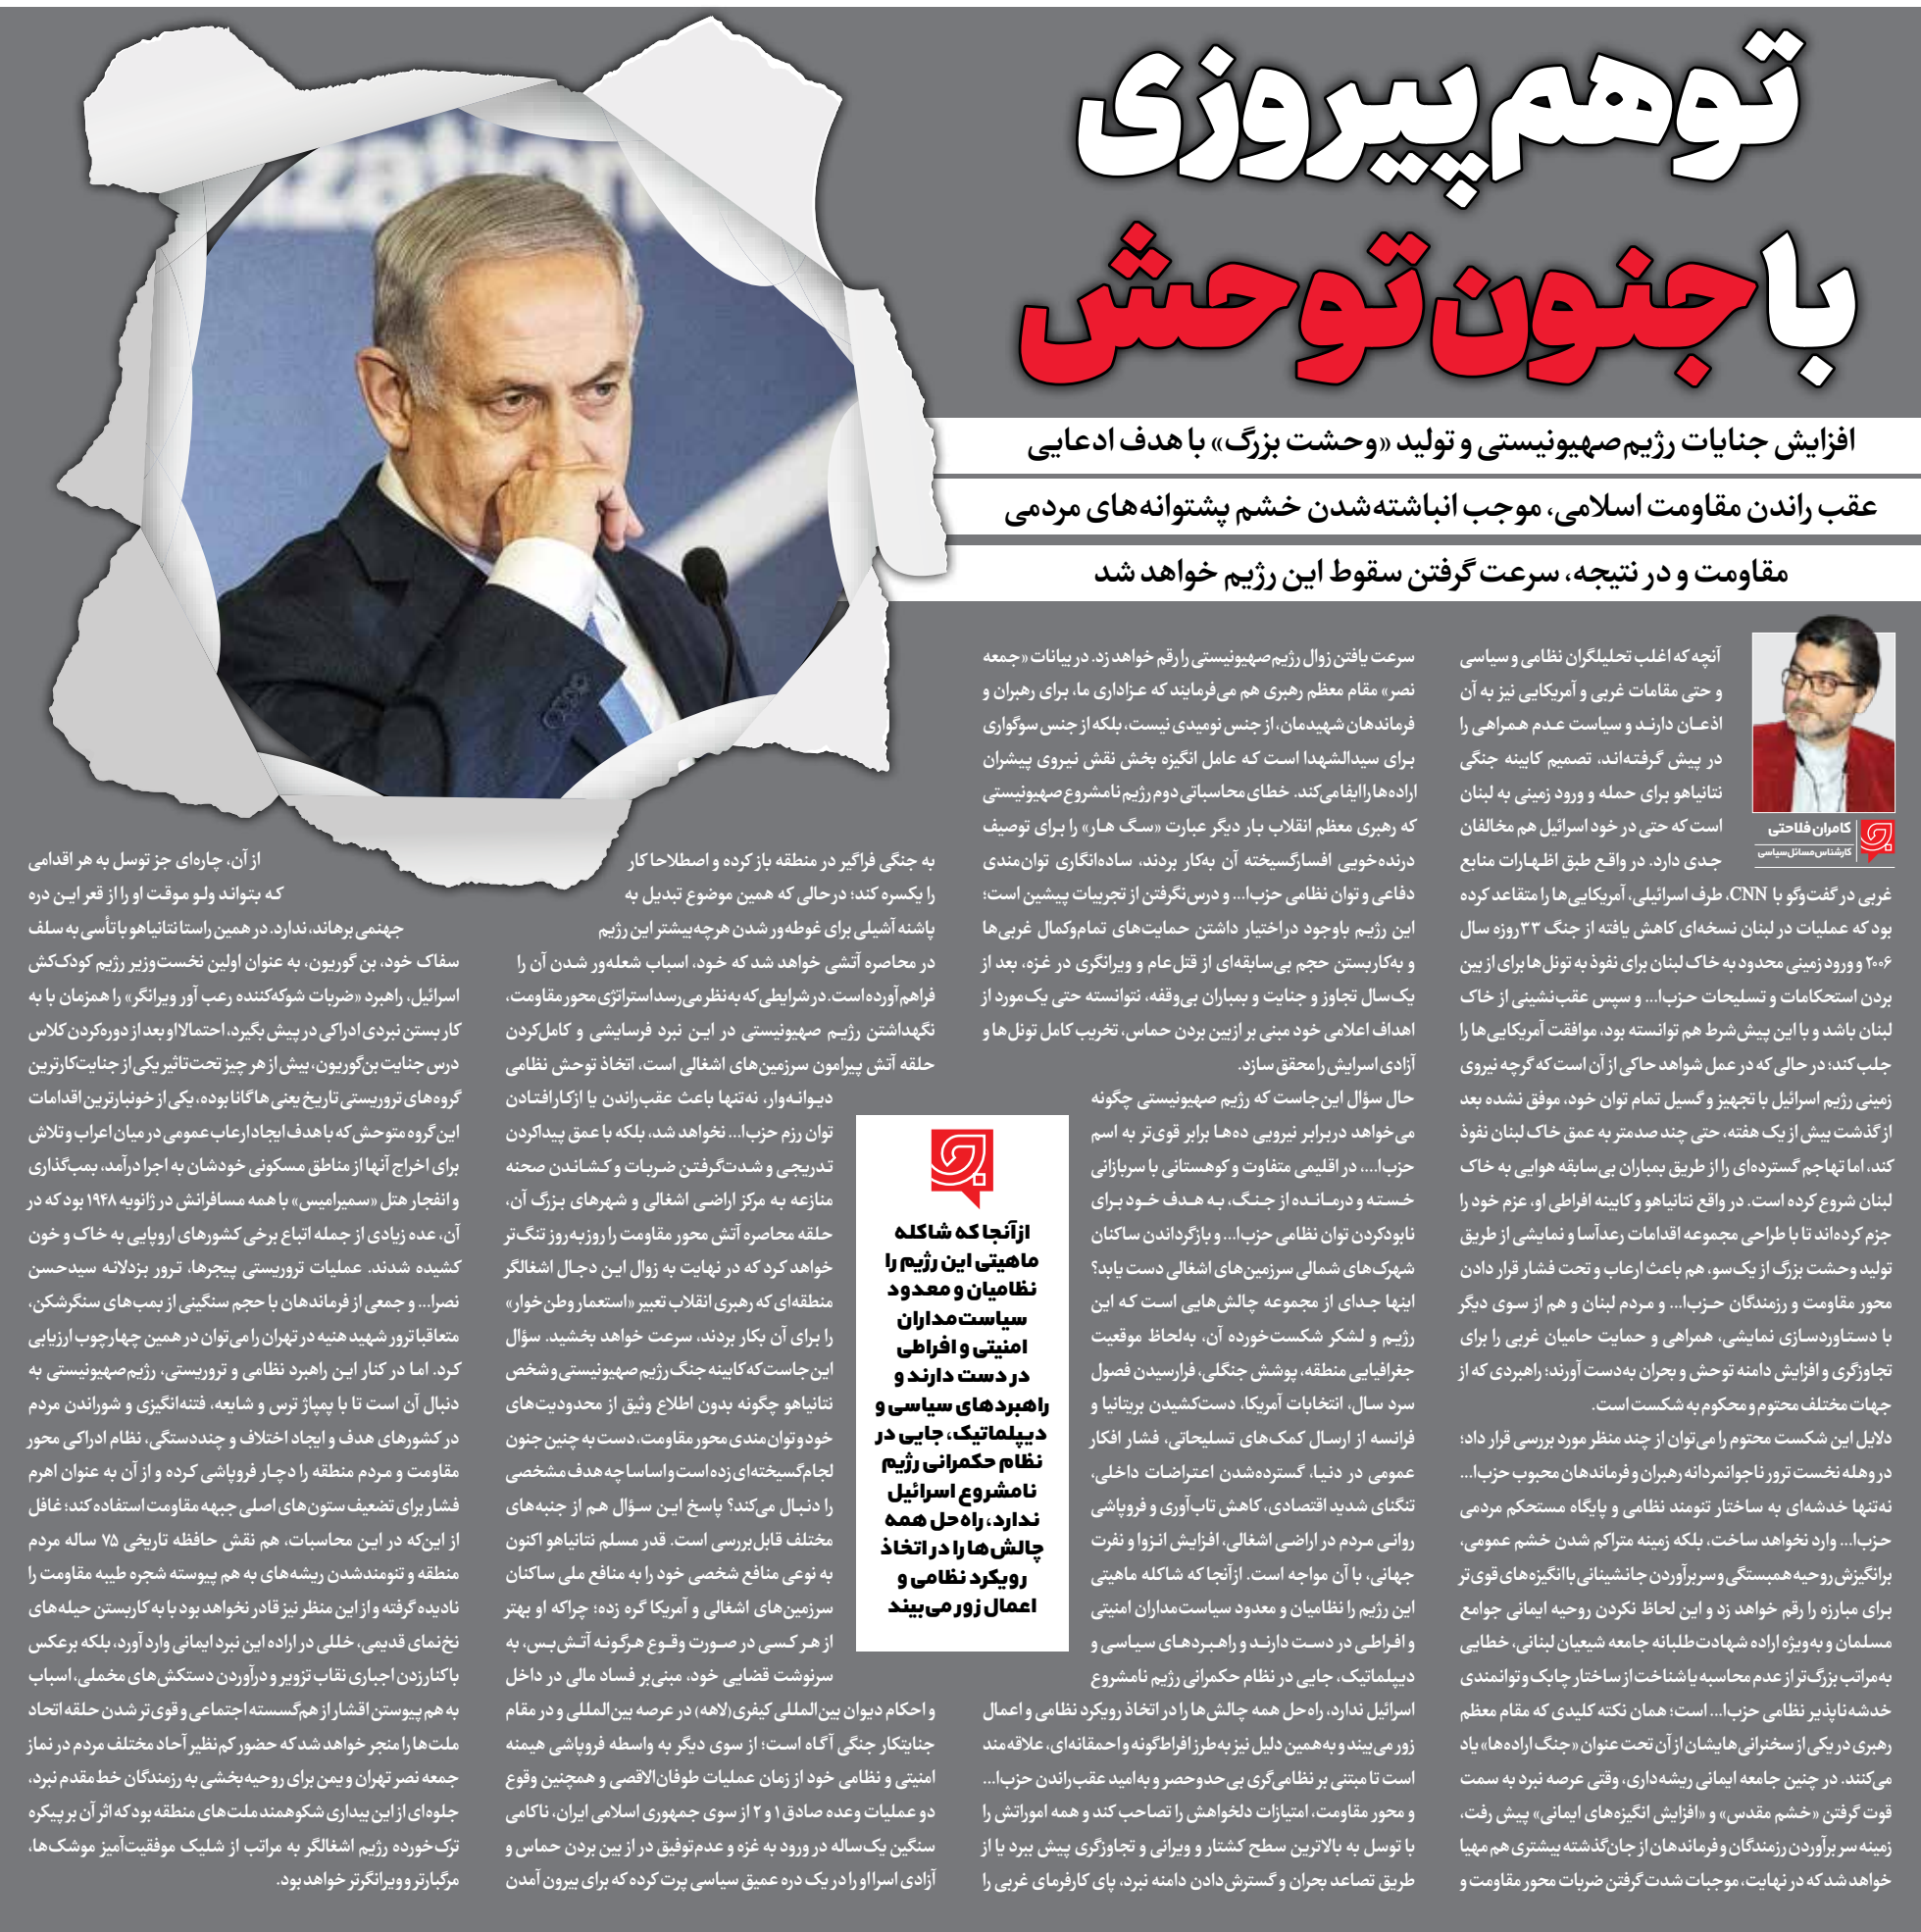 توهم پیروزی
با جنون توحش
افزایش جنایات رژیم صهیونیستی و تولید «وحشت بزرگ» با هدف ادعایی
عقب راندن مقاومت اسلامی، موجب انباشته‌شدن خشم پشتوانه‌های مردمی
مقاومت و در نتیجه، سرعت گرفتن سقوط این رژیم خواهد شد
ization
کامران فلاحتی
کارشناس مسائل سیاسی
آنچه که اغلب تحلیلگران نظامی و سیاسی
و حتی مقامات غربی و آمریکایی نیز به آن
اذعـان دارنـد و سیاست عـدم همـراهی را
در پیش گرفته‌اند، تصمیم کابینه جنگی
نتانیاهو برای حمله و ورود زمینی به لبنان
است که حتی در خود اسرائیل هم مخالفان
جـدی دارد. در واقـع طبق اظهـارات منابع
غربی در گفت‌وگو با CNN، طرف اسرائیلی، آمریکایی‌ها را متقاعد کرده
بود که عملیات در لبنان نسخه‌ای کاهش یافته از جنگ ۳۳روزه سال
۲۰۰۶ و ورود زمینی محدود به خاک لبنان برای نفوذ به تونل‌ها برای از بین
بردن استحکامات و تسلیحات حزب‌ا... و سپس عقب‌نشینی از خاک
لبنان باشد و با این پیش‌شرط هم توانسته بود، موافقت آمریکایی‌ها را
جلب کند؛ در حالی که در عمل شواهد حاکی از آن است که گرچه نیروی
زمینی رژیم اسرائیل با تجهیز و گسیل تمام توان خود، موفق نشده بعد
از گذشت بیش از یک هفته، حتی چند صدمتر به عمق خاک لبنان نفوذ
کند، اما تهاجم گسترده‌ای را از طریق بمباران بی‌سابقه هوایی به خاک
لبنان شروع کرده است. در واقع نتانیاهو و کابینه افراطی او، عزم خود را
جزم کرده‌اند تا با طراحی مجموعه اقدامات رعدآسا و نمایشی از طریق
تولید وحشت بزرگ از یک‌سو، هم باعث ارعاب و تحت فشار قرار دادن
محور مقاومت و رزمندگان حزب‌ا... و مـردم لبنان و هم از سوی دیگر
با دستاوردسازی نمایشی، همراهی و حمایت حامیان غربی را برای
تجاوزگری و افزایش دامنه توحش و بحران به‌دست آورند؛ راهبردی که از
جهات مختلف محتوم و محکوم به شکست است.
دلایل این شکست محتوم را می‌توان از چند منظر مورد بررسی قرار داد؛
در وهله نخست ترور ناجوانمردانه رهبران و فرماندهان محبوب حزب‌ا...
نه‌تنها خدشه‌ای به ساختار تنومند نظامی و پایگاه مستحکم مردمی
حزب‌ا... وارد نخواهد ساخت، بلکه زمینه متراکم شدن خشم عمومی،
برانگیزش روحیه همبستگی و سربرآوردن جانشینانی باانگیزه‌های قوی‌تر
برای مبارزه را رقم خواهد زد و این لحاظ نکردن روحیه ایمانی جوامع
مسلمان و به‌ویژه اراده شهادت‌طلبانه جامعه شیعیان لبنانی، خطایی
به‌مراتب بزرگ‌تر از عدم محاسبه یا شناخت از ساختار چابک و توانمندی
خدشه‌ناپذیر نظامی حزب‌ا... است؛ همان نکته کلیدی که مقام معظم
رهبری در یکی از سخنرانی‌هایشان از آن تحت عنوان «جنگ اراده‌ها» یاد
می‌کنند. در چنین جامعه ایمانی ریشه‌داری، وقتی عرصه نبرد به سمت
قوت گرفتن «خشم مقدس» و «افزایش انگیزه‌های ایمانی» پیش رفت،
زمینه سر برآوردن رزمندگان و فرماندهان از جان‌گذشته بیشتری هم مهیا
خواهد شد که در نهایت، موجبات شدت گرفتن ضربات محور مقاومت و
سرعت یافتن زوال رژیم صهیونیستی را رقم خواهد زد. در بیانات «جمعه
نصر» مقام معظم رهبری هم می‌فرمایند که عـزاداری ما، بـرای رهبران و
فرماندهان شهیدمان، از جنس نومیدی نیست، بلکه از جنس سوگواری
بـرای سیدالشهدا است کـه عامل انگیزه بخش نقش نیـروی پیشران
اراده‌ها را ایفا می‌کند. خطای محاسباتی دوم رژیم نامشروع صهیونیستی
که رهبری معظم انقلاب بـار دیگر عبارت «سـگ هـار» را بـرای توصیف
درنده‌خویی افسارگسیخته آن به‌کار بردند، ساده‌انگاری توان‌مندی
دفاعی و توان نظامی حزب‌ا... و درس‌نگرفتن از تجربیات پیشین است؛
این رژیـم باوجود دراختیار داشتن حمایت‌های تمام‌وکمال غربی‌ها
و به‌کاربستن حجم بی‌سابقه‌ای از قتل‌عام و ویرانگری در غزه، بعد از
یک‌سال تجاوز و جنایت و بمباران بی‌وقفه، نتوانسته حتی یک‌مورد از
اهداف اعلامی خود مبنی بر ازبین بردن حماس، تخریب کامل تونل‌ها و
آزادی اسرایش را محقق سازد.
حال سؤال این‌جاست که رژیم صهیونیستی چگونه
می‌خواهد دربرابر نیرویی ده‌هـا برابر قوی‌تر به اسم
حزب‌ا...، در اقلیمی متفاوت و کوهستانی با سربازانی
خـسته و درمـانـده از جـنـگ، بـه هـدف خـود بـرای
نابودکردن توان نظامی حزب‌ا... و بازگرداندن ساکنان
شهرک‌های شمالی سرزمین‌های اشغالی دست یابد؟
اینها جـدای از مجموعه چالش‌هایی است کـه این
رژیـم و لشکر شکست‌خورده آن، به‌لحاظ موقعیت
جغرافیایی منطقه، پوشش جنگلی، فرارسیدن فصول
سرد سـال، انتخابات آمریکا، دست‌کشیدن بریتانیا و
فرانسه از ارسـال کمک‌های تسلیحاتی، فشار افکار
عمومی در دنیـا، گسترده‌شدن اعـتـراضات داخلی،
تنگنای شدید اقتصادی، کاهش تاب‌آوری و فروپاشی
روانی مـردم در اراضی اشغالی، افزایش انـزوا و نفرت
جهانی، با آن مواجه است. ازآنجا که شاکله ماهیتی
این رژیم را نظامیان و معدود سیاست‌مداران امنیتی
و افـراطی در دسـت دارنـد و راهبـردهـای سیـاسی و
دیپلماتیک، جایی در نظام حکمرانی رژیم نامشروع
اسرائیل ندارد، راه‌حل همه چالش‌ها را در اتخاذ رویکرد نظامی و اعمال
زور می‌بیند و به‌همین دلیل نیز به‌طرز افراط‌گونه و احمقانه‌ای، علاقه‌مند
است تا مبتنی بر نظامی‌گری بی‌حدوحصر و به‌امید عقب‌راندن حزب‌ا...
و محور مقاومت، امتیازات دلخواهش را تصاحب کند و همه اموراتش را
با توسل به بالاترین سطح کشتار و ویرانی و تجاوزگری پیش ببرد یا از
طریق تصاعد بحران و گسترش‌دادن دامنه نبرد، پای کارفرمای غربی را
ازآنجا که شاکله
ماهیتی این رژیم را
نظامیان و معدود
سیاست‌مداران
امنیتی و افراطی
در دست دارند و
راهبردهای سیاسی و
دیپلماتیک، جایی در
نظام حکمرانی رژیم
نامشروع اسرائیل
ندارد، راه‌حل همه
چالش‌ها را در اتخاذ
رویکرد نظامی و
اعمال زور می‌بیند
به جنگی فراگیر در منطقه باز کرده و اصطلاحا کار
را یکسره کند؛ درحالی که همین موضوع تبدیل به
پاشنه آشیلی برای غوطه‌ور شدن هرچه‌بیشتر این رژیم
در محاصره آتشی خواهد شد که خـود، اسباب شعله‌ور شـدن آن را
فراهم آورده است. در شرایطی که به‌نظر می‌رسد استراتژی محور مقاومت،
نگهداشتن رژیـم صهیونیستی در ایـن نبرد فرسایشی و کامل‌کردن
حلقه آتش پیرامون سرزمین‌های اشغالی است، اتخاذ توحش نظامی
دیـوانـه‌وار، نه‌تنها باعث عقب‌راندن یا ازکـارافتـادن
توان رزم حزب‌ا... نخواهد شد، بلکه با عمق پیداکردن
تـدریجی و شـدت‌گـرفتـن ضـربـات و کـشـانـدن صحنه
منازعه به مرکز اراضی اشغالی و شهرهای بـزرگ آن،
حلقه محاصره آتش محور مقاومت را روزبه‌روز تنگ‌تر
خواهد کرد که در نهایت به زوال ایـن دجـال اشغالگر
منطقه‌ای که رهبری انقلاب تعبیر «استعمار وطن‌خوار»
را برای آن بکار بردند، سرعت خواهد بخشید. سؤال
این جاست که کابینه جنگ رژیم صهیونیستی و شخص
نتانیاهو چگونه بدون اطلاع وثیق از محدودیت‌های
خود و توان‌مندی محور مقاومت، دست به چنین جنون
لجام‌گسیخته‌ای زده است و اساسا چه هدف مشخصی
را دنـبـال می‌کند؟ پاسخ ایـن سـؤال هـم از جنبه‌های
مختلف قابل‌بررسی است. قدر مسلم نتانیاهو اکنون
به نوعی منافع شخصی خود را به منافع ملی ساکنان
سرزمین‌های اشغالی و آمریکا گره زده؛ چراکه او بهتر
از هـر کـسی در صـورت وقـوع هـرگونـه آتـش‌بـس، به
سرنوشت قضایی خود، مبنی‌بر فساد مالی در داخل
و احکام دیوان بین‌المللی کیفری(لاهه) در عرصه بین‌المللی و در مقام
جنایتکار جنگی آگـاه است؛ از سوی دیگر به واسطه فروپاشی هیمنه
امنیتی و نظامی خود از زمان عملیات طوفان‌الاقصی و همچنین وقوع
دو عملیات وعده صادق ۱ و ۲ از سوی جمهوری اسلامی ایران، ناکامی
سنگین یک‌ساله در ورود به غزه و عدم‌توفیق در از بین بردن حماس و
آزادی اسرا او را در یک دره عمیق سیاسی پرت کرده که برای بیرون آمدن
از آن، چاره‌ای جز توسل به هر اقدامی
کـه بتواند ولـو موقت او را از قعر ایـن دره
جهنمی برهاند، ندارد. در همین راستا نتانیاهو با تأسی به سلف
سفاک خود، بن گوریون، به عنوان اولین نخست‌وزیر رژیم کودک‌کش
اسرائیل، راهبرد «ضربات شوکه‌کننده رعب آور ویرانگر» را همزمان با به
کار بستن نبردی ادراکی در پیش بگیرد، احتمالا او بعد از دوره‌کردن کلاس
درس جنایت بن‌گوریون، بیش از هر چیز تحت‌تاثیر یکی از جنایت‌کارترین
گروه‌های تروریستی تاریخ یعنی هاگانا بوده، یکی از خونبارترین اقدامات
این گروه متوحش که با هدف ایجاد ارعاب عمومی در میان اعراب و تلاش
برای اخراج آنها از مناطق مسکونی خودشان به اجرا درآمد، بمب‌گذاری
و انفجار هتل «سمیرامیس» با همه مسافرانش در ژانویه ۱۹۴۸ بود که در
آن، عده زیادی از جمله اتباع برخی کشورهای اروپایی به خاک و خون
کشیده شدند. عملیات تروریستی پیجرها، ترور بزدلانه سیدحسن
نصرا... و جمعی از فرماندهان با حجم سنگینی از بمب‌های سنگرشکن،
متعاقبا ترور شهید هنیه در تهران را می‌توان در همین چهارچوب ارزیابی
کرد. اما در کنار ایـن راهبرد نظامی و تروریستی، رژیم‌صهیونیستی به
دنبال آن است تا با پمپاژ ترس و شایعه، فتنه‌انگیزی و شوراندن مردم
در کشورهای هدف و ایجاد اختلاف و چنددستگی، نظام ادراکی محور
مقاومت و مـردم منطقه را دچـار فروپاشی کرده و از آن به عنوان اهرم
فشار برای تضعیف ستون‌های اصلی جبهه مقاومت استفاده کند؛ غافل
از این‌که در ایـن محاسبات، هم نقش حافظه تاریخی ۷۵ ساله مردم
منطقه و تنومندشدن ریشه‌های به هم پیوسته شجره طیبه مقاومت را
نادیده گرفته و از این منظر نیز قادر نخواهد بود با به کاربستن حیله‌های
نخ‌نمای قدیمی، خللی در اراده این نبرد ایمانی وارد آورد، بلکه برعکس
با کنارزدن اجباری نقاب تزویر و درآوردن دستکش‌های مخملی، اسباب
به هم پیوستن اقشار از هم‌گسسته اجتماعی و قوی‌تر شدن حلقه اتحاد
ملت‌ها را منجر خواهد شد که حضور کم‌نظیر آحاد مختلف مردم در نماز
جمعه نصر تهران و یمن برای روحیه‌بخشی به رزمندگان خط‌مقدم نبرد،
جلوه‌ای از این بیداری شکوهمند ملت‌های منطقه بود که اثر آن بر پیکره
ترک‌خورده رژیم اشغالگر به مراتب از شلیک موفقیت‌آمیز موشک‌ها،
مرگبارتر و ویرانگرتر خواهد بود.